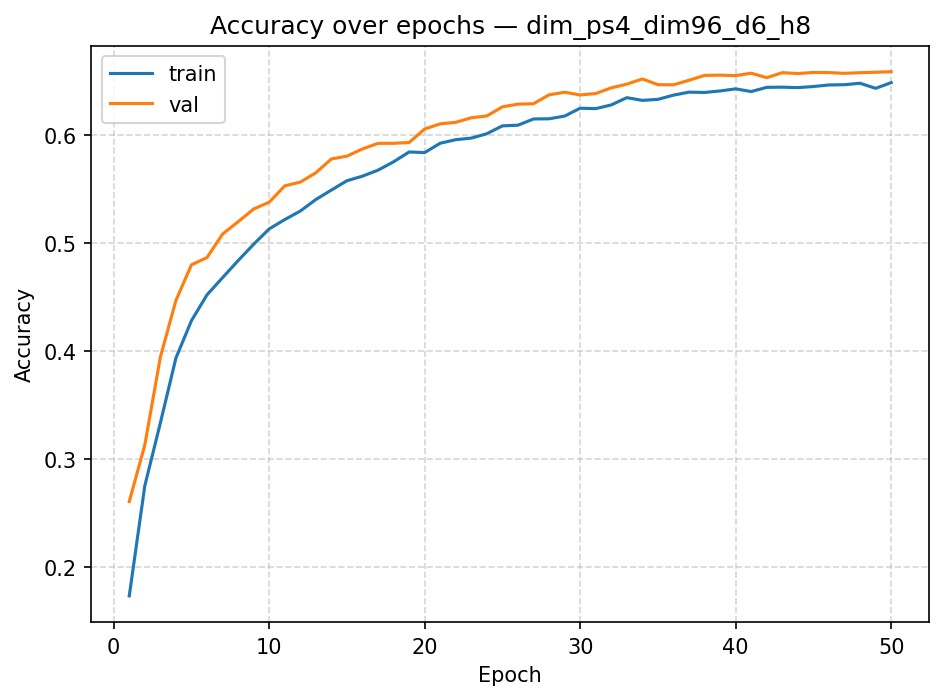 Accuracy over epochs — dim_ps4_dim96_d6_h8
train
val
Accuracy
0.6
0.5
0.4
0.3
0.2
0 10 20 30 40 50
Epoch